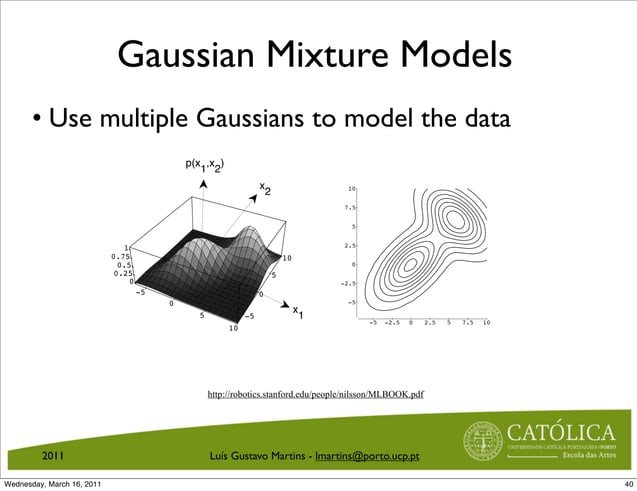 Gaussian Mixture Models
• Use multiple Gaussians to model the data
p(x1,x2)
x2
1
0.75
0.5
0.25
0
-5
0
5
10
-5
0
5
10
x1
10
7.5
5
2.5
0
-2.5
-5
-5 -2.5 0 2.5 5 7.5 10
http://robotics.stanford.edu/people/nilsson/MLBOOK.pdf
CATÓLICA
UNIVERSIDADE CATÓLICA PORTUGUESA | PORTO
Escola das Artes
2011
Luís Gustavo Martins - lmartins@porto.ucp.pt
Wednesday, March 16, 2011
40